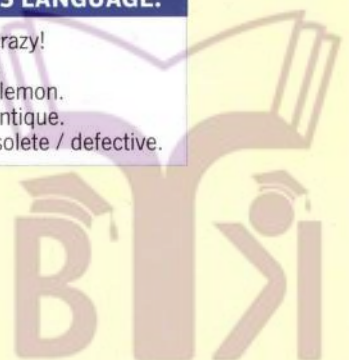 S LANGUAGE.
razy!
lemon.
ntique.
solete / defective.